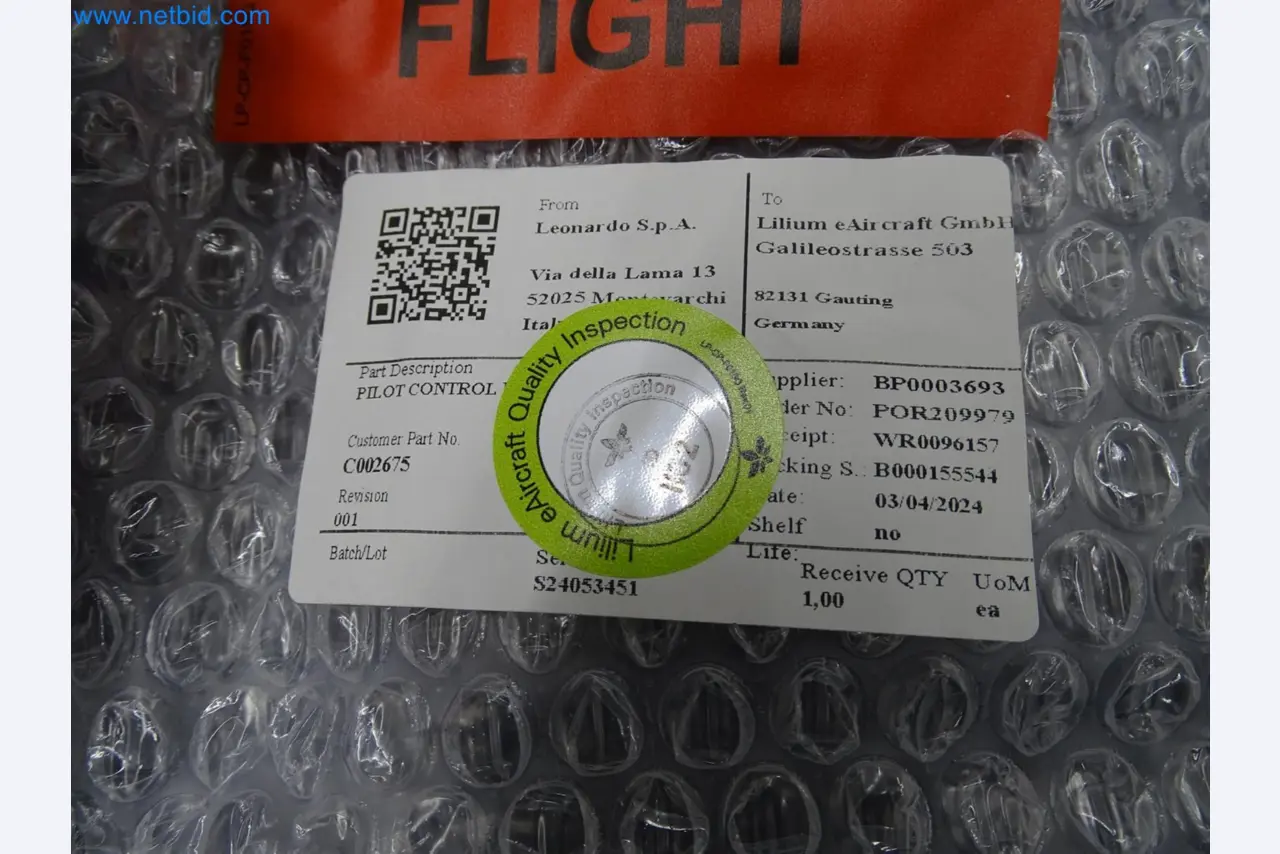 www.netbid.com
FLIGHT
From
Leonardo S.p.A.
Via della Lama 13
52025
To
Lilium eAircraft GmbH
Galileostrasse 503
82131 Gauting
Germany
Part Description
PILOT CONTROL
Customer Part No.
C002675
Revision
001
Batch/Lot
S24053451
BP0003693
POR209979
WR0096157
B000155544
03/04/2024
Shelf
Life:
no
Receive QTY
1,00
UoM
ea
Lilium eAircraft Quality Inspection
Quality Inspection